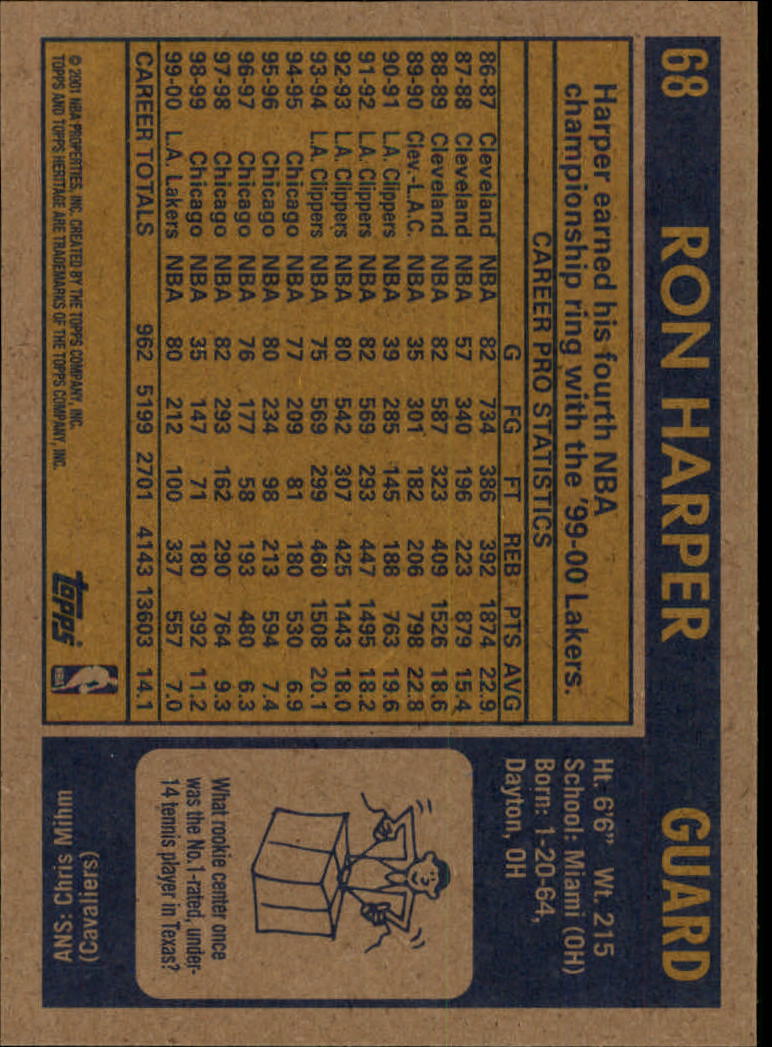 68 RON HARPER GUARD
Harper earned his fourth NBA
championship ring with the '99-00 Lakers.
CAREER PRO STATISTICS
G FG FT REB PTS AVG
86-87 Cleveland NBA 82 734 386 392 1874 22.9
87-88 Cleveland NBA 57 340 196 223 879 15.4
88-89 Cleveland NBA 82 587 323 409 1526 18.6
89-90 Clev.-L.A.C. NBA 35 301 182 206 798 22.8
90-91 L.A. Clippers NBA 39 285 145 188 763 19.6
91-92 L.A. Clippers NBA 82 569 293 447 1495 18.2
92-93 L.A. Clippers NBA 80 542 307 425 1443 18.0
93-94 L.A. Clippers NBA 75 569 299 460 1508 20.1
94-95 Chicago NBA 77 209 81 180 530 6.9
95-96 Chicago NBA 80 234 98 213 594 7.4
96-97 Chicago NBA 76 177 58 193 480 6.3
97-98 Chicago NBA 82 293 162 290 764 9.3
98-99 Chicago NBA 35 147 71 180 392 11.2
99-00 L.A. Lakers NBA 80 212 100 337 557 7.0
CAREER TOTALS 962 5199 2701 4143 13603 14.1
© 2001 NBA PROPERTIES, INC. CREATED BY THE TOPPS COMPANY, INC.
TOPPS AND TOPPS HERITAGE ARE TRADEMARKS OF THE TOPPS COMPANY, INC.
topps
NBA
Ht. 6'6" Wt. 215
School: Miami (OH)
Born: 1-20-64,
Dayton, OH
What rookie center once
was the No. 1-rated, under-
14 tennis player in Texas?
ANS: Chris Mihm
(Cavaliers)